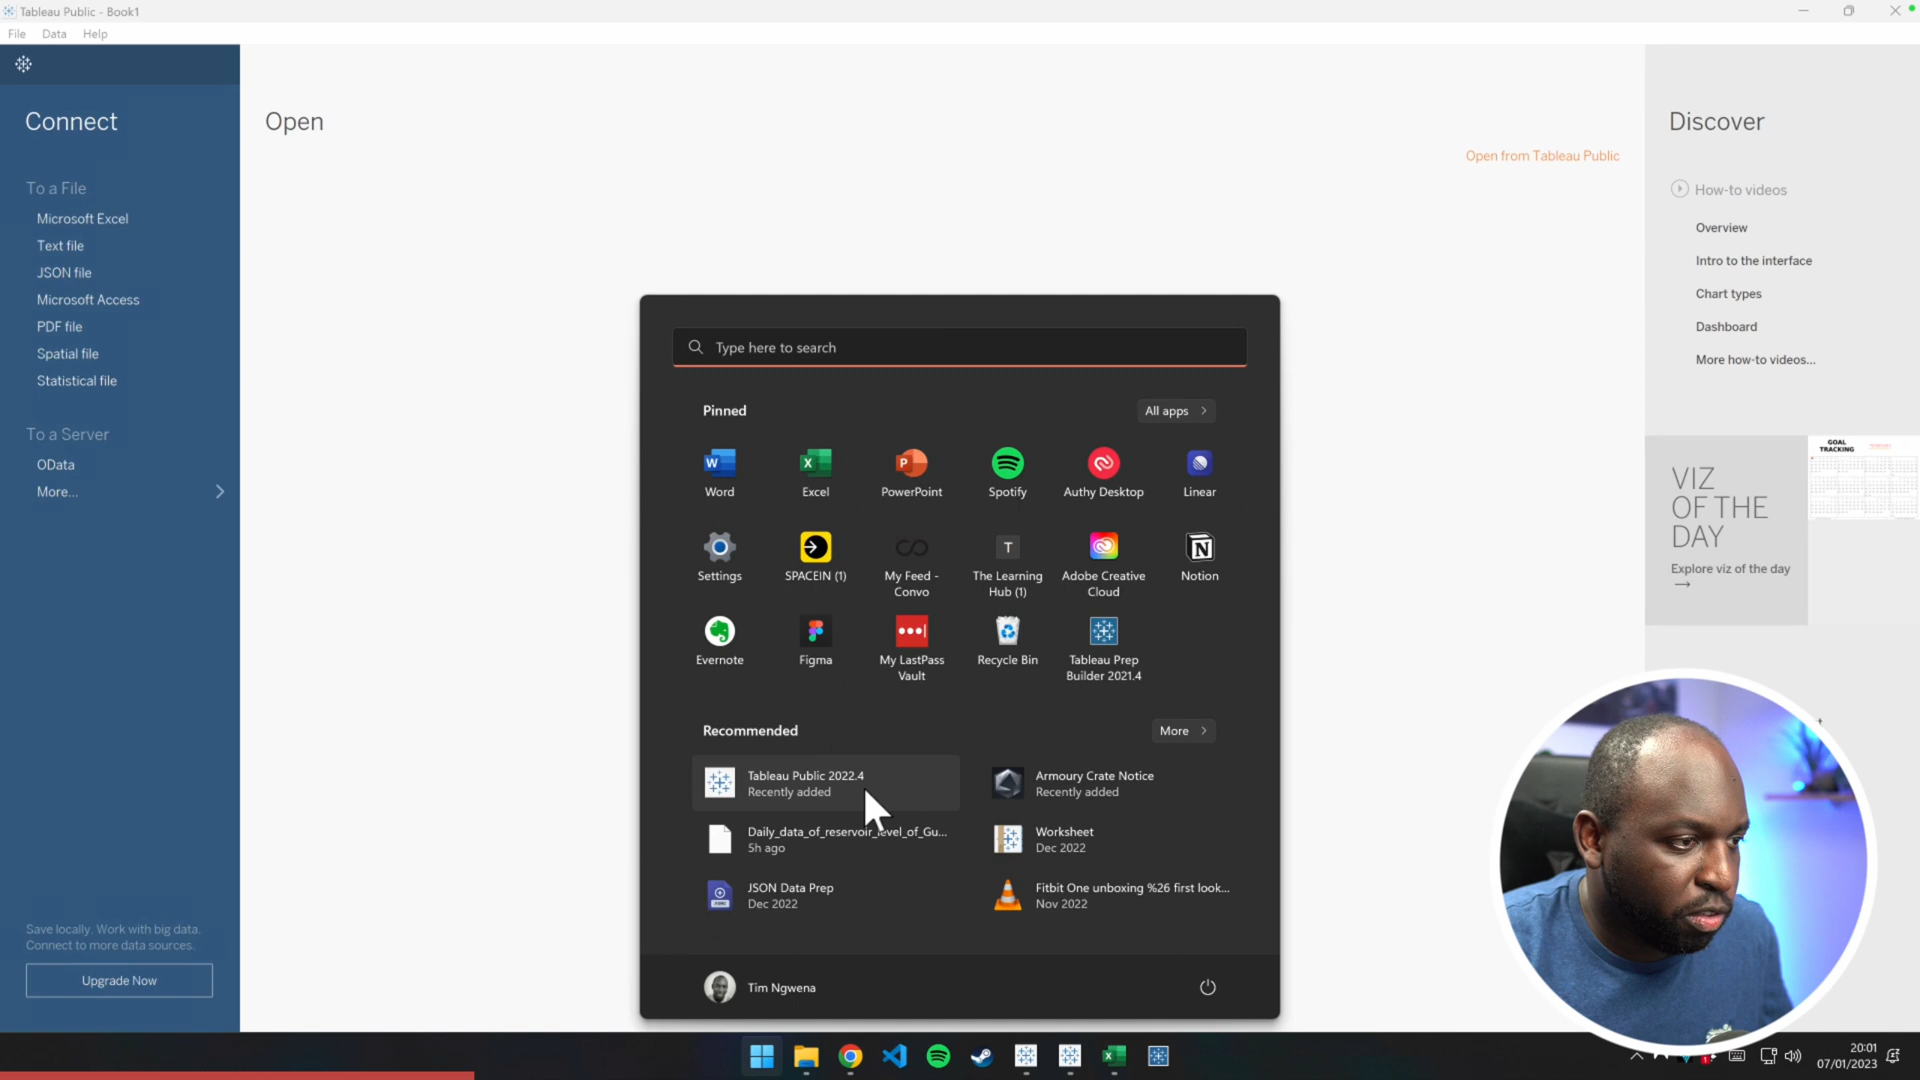 Tableau Public - Book1
File Data Help
Connect
To a File
Microsoft Excel
Text file
JSON file
Microsoft Access
PDF file
Spatial file
Statistical file
To a Server
OData
More...
Save locally. Work with big data.
Connect to more data sources.
Upgrade Now
Open
Open from Tableau Public
Type here to search
Pinned
All apps
Word
Excel
PowerPoint
Spotify
Authy Desktop
Linear
Settings
SPACEIN (1)
My Feed -
Convo
The Learning
Hub (1)
Adobe Creative
Cloud
Notion
Evernote
Figma
My LastPass
Vault
Recycle Bin
Tableau Prep
Builder 2021.4
Recommended
More
Tableau Public 2022.4
Recently added
Armoury Crate Notice
Recently added
Daily_data_of_reservoir_level_of_Gu...
5h ago
Worksheet
Dec 2022
JSON Data Prep
Dec 2022
Fitbit One unboxing %26 first look...
Nov 2022
Tim Ngwena
Discover
How-to videos
Overview
Intro to the interface
Chart types
Dashboard
More how-to videos...
VIZ
OF THE
DAY
Explore viz of the day
→
GOAL
TRACKING
20:01
07/01/2023